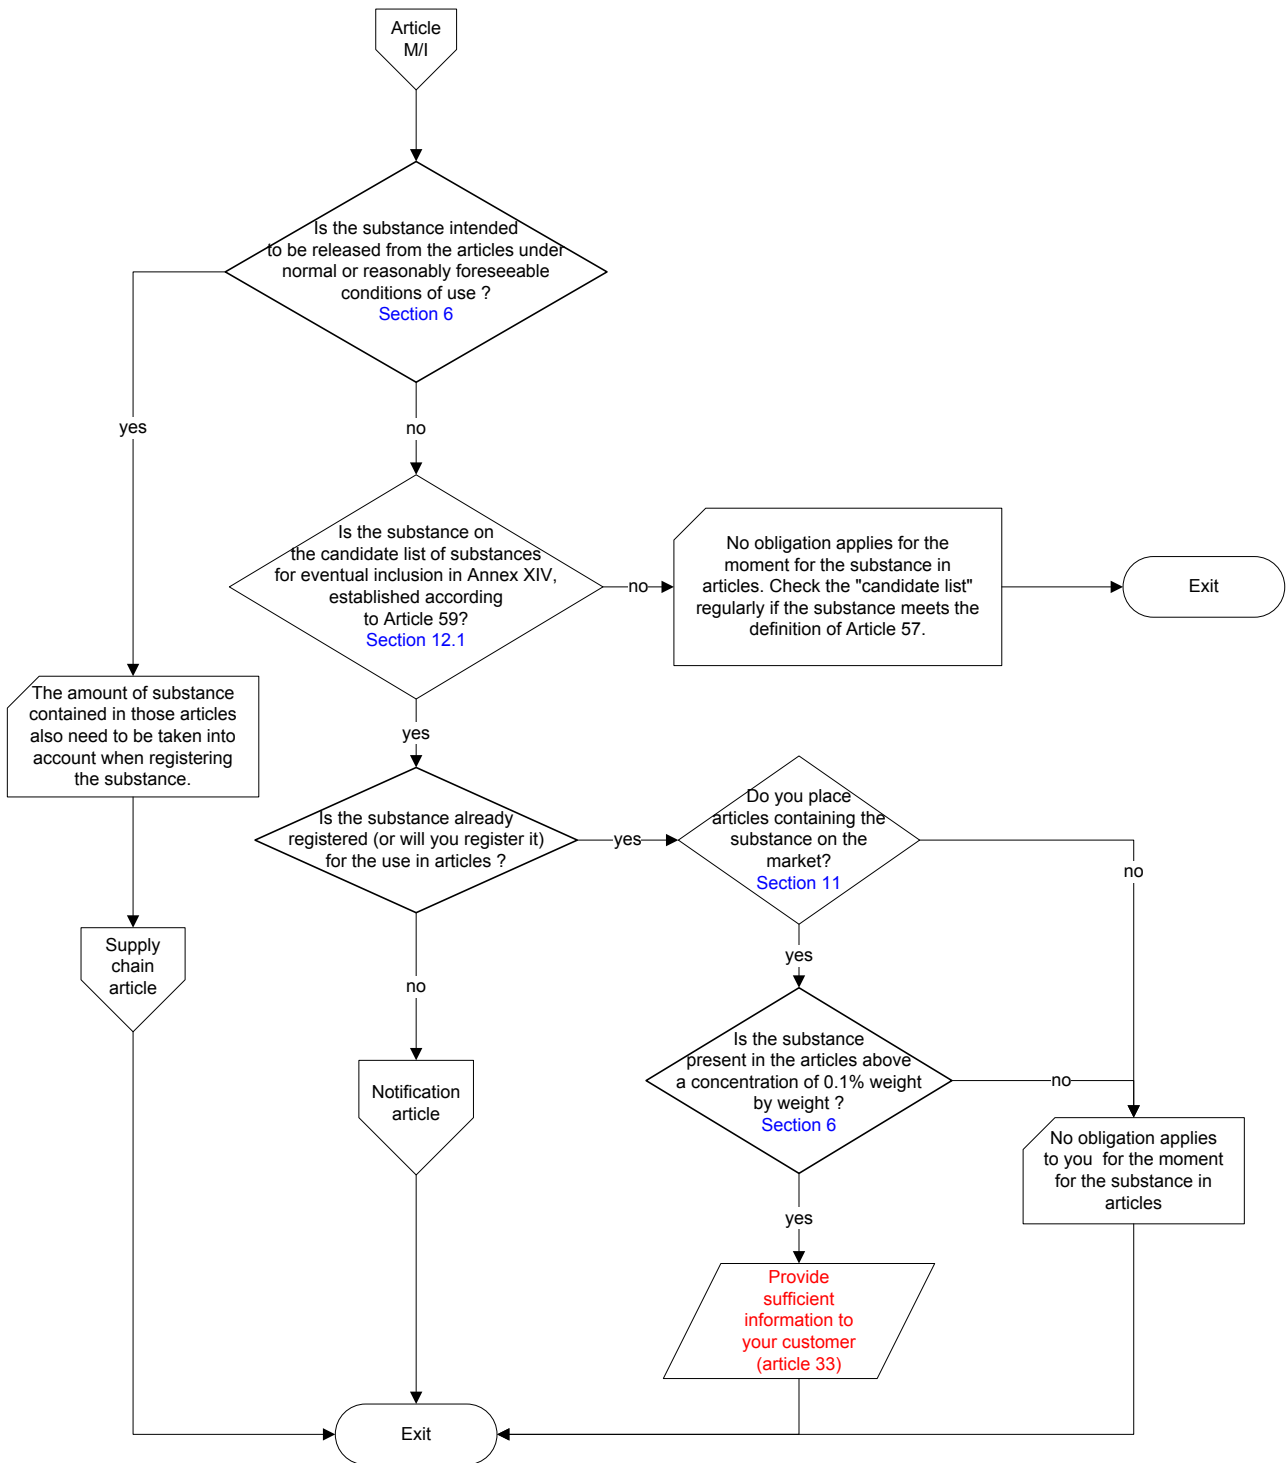 Article
M/I
Is the substance intended
to be released from the articles under
normal or reasonably foreseeable
conditions of use ?
Section 6
yes
no
Is the substance on
the candidate list of substances
for eventual inclusion in Annex XIV,
established according
to Article 59?
Section 12.1
no
No obligation applies for the
moment for the substance in
articles. Check the "candidate list"
regularly if the substance meets the
definition of Article 57.
Exit
The amount of substance
contained in those articles
also need to be taken into
account when registering
the substance.
yes
Is the substance already
registered (or will you register it)
for the use in articles ?
yes
Do you place
articles containing the
substance on the
market?
Section 11
no
Supply
chain
article
no
yes
Notification
article
Is the substance
present in the articles above
a concentration of 0.1% weight
by weight ?
Section 6
no
No obligation applies
to you  for the moment
for the substance in
articles
yes
Provide
sufficient
information to
your customer
(article 33)
Exit